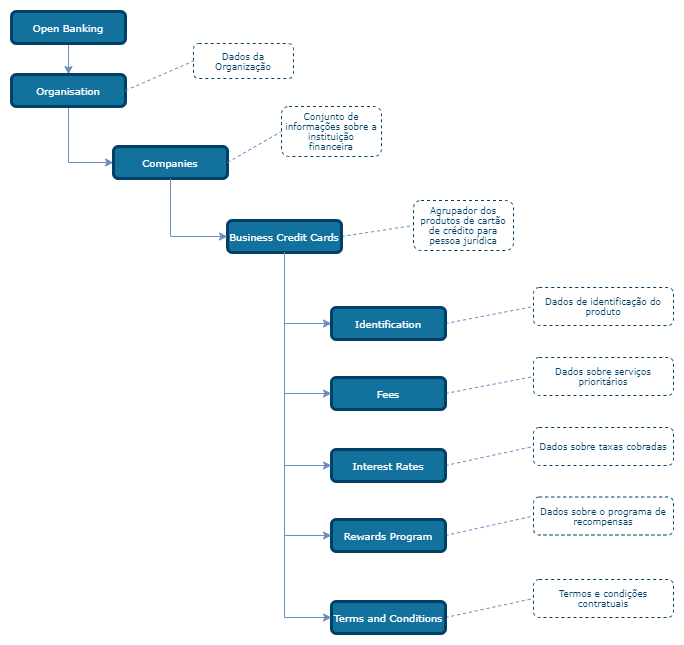 Open Banking
Dados da
Organização
Organisation
Conjunto de
informações sobre a
instituição
financeira
Companies
Agrupador dos
produtos de cartão
de crédito para
pessoa jurídica
Business Credit Cards
Dados de identificação do
produto
Identification
Dados sobre serviços
prioritários
Fees
Dados sobre taxas cobradas
Interest Rates
Dados sobre o programa de
recompensas
Rewards Program
Termos e condições
contratuais
Terms and Conditions